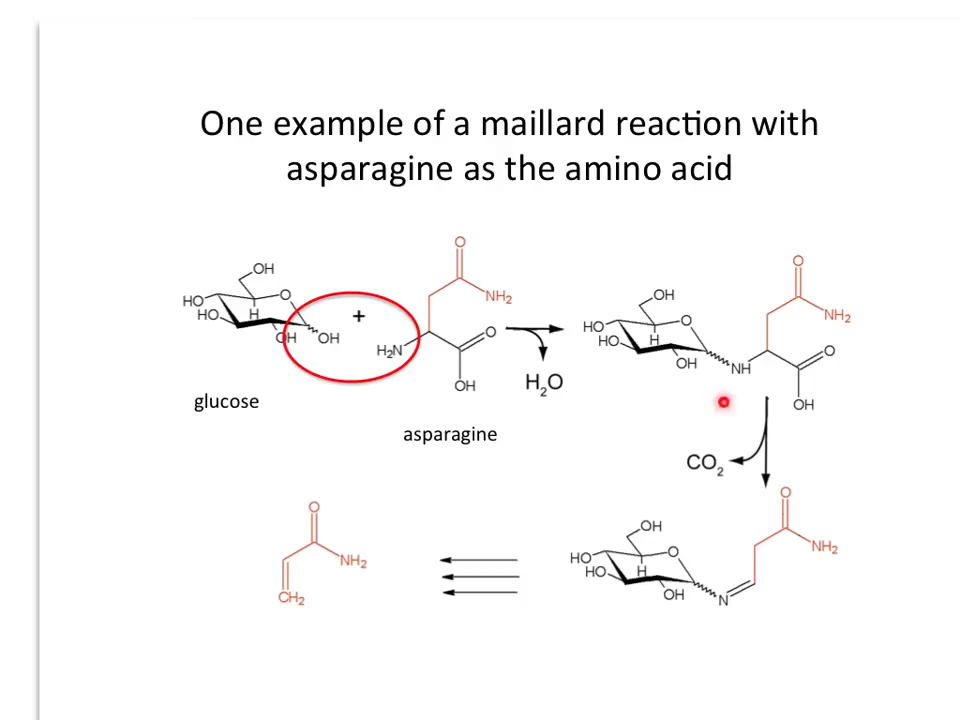 One example of a maillard reaction with
asparagine as the amino acid
OH
HO
HO
O
H
OH
OH
+
O
NH2
H2N
O
OH
H2O
glucose
asparagine
OH
HO
HO
O
H
OH
NH
O
NH2
O
OH
CO2
O
NH2
CH2
OH
HO
HO
O
H
OH
N
O
NH2